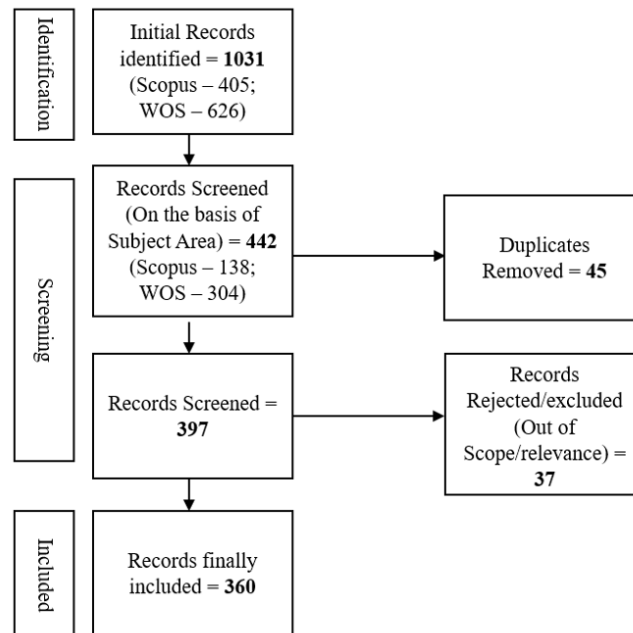 Identification
Initial Records
identified = 1031
(Scopus – 405;
WOS – 626)
Screening
Records Screened
(On the basis of
Subject Area) = 442
(Scopus – 138;
WOS – 304)
Duplicates
Removed = 45
Records Screened =
397
Records
Rejected/excluded
(Out of
Scope/relevance) =
37
Included
Records finally
included = 360